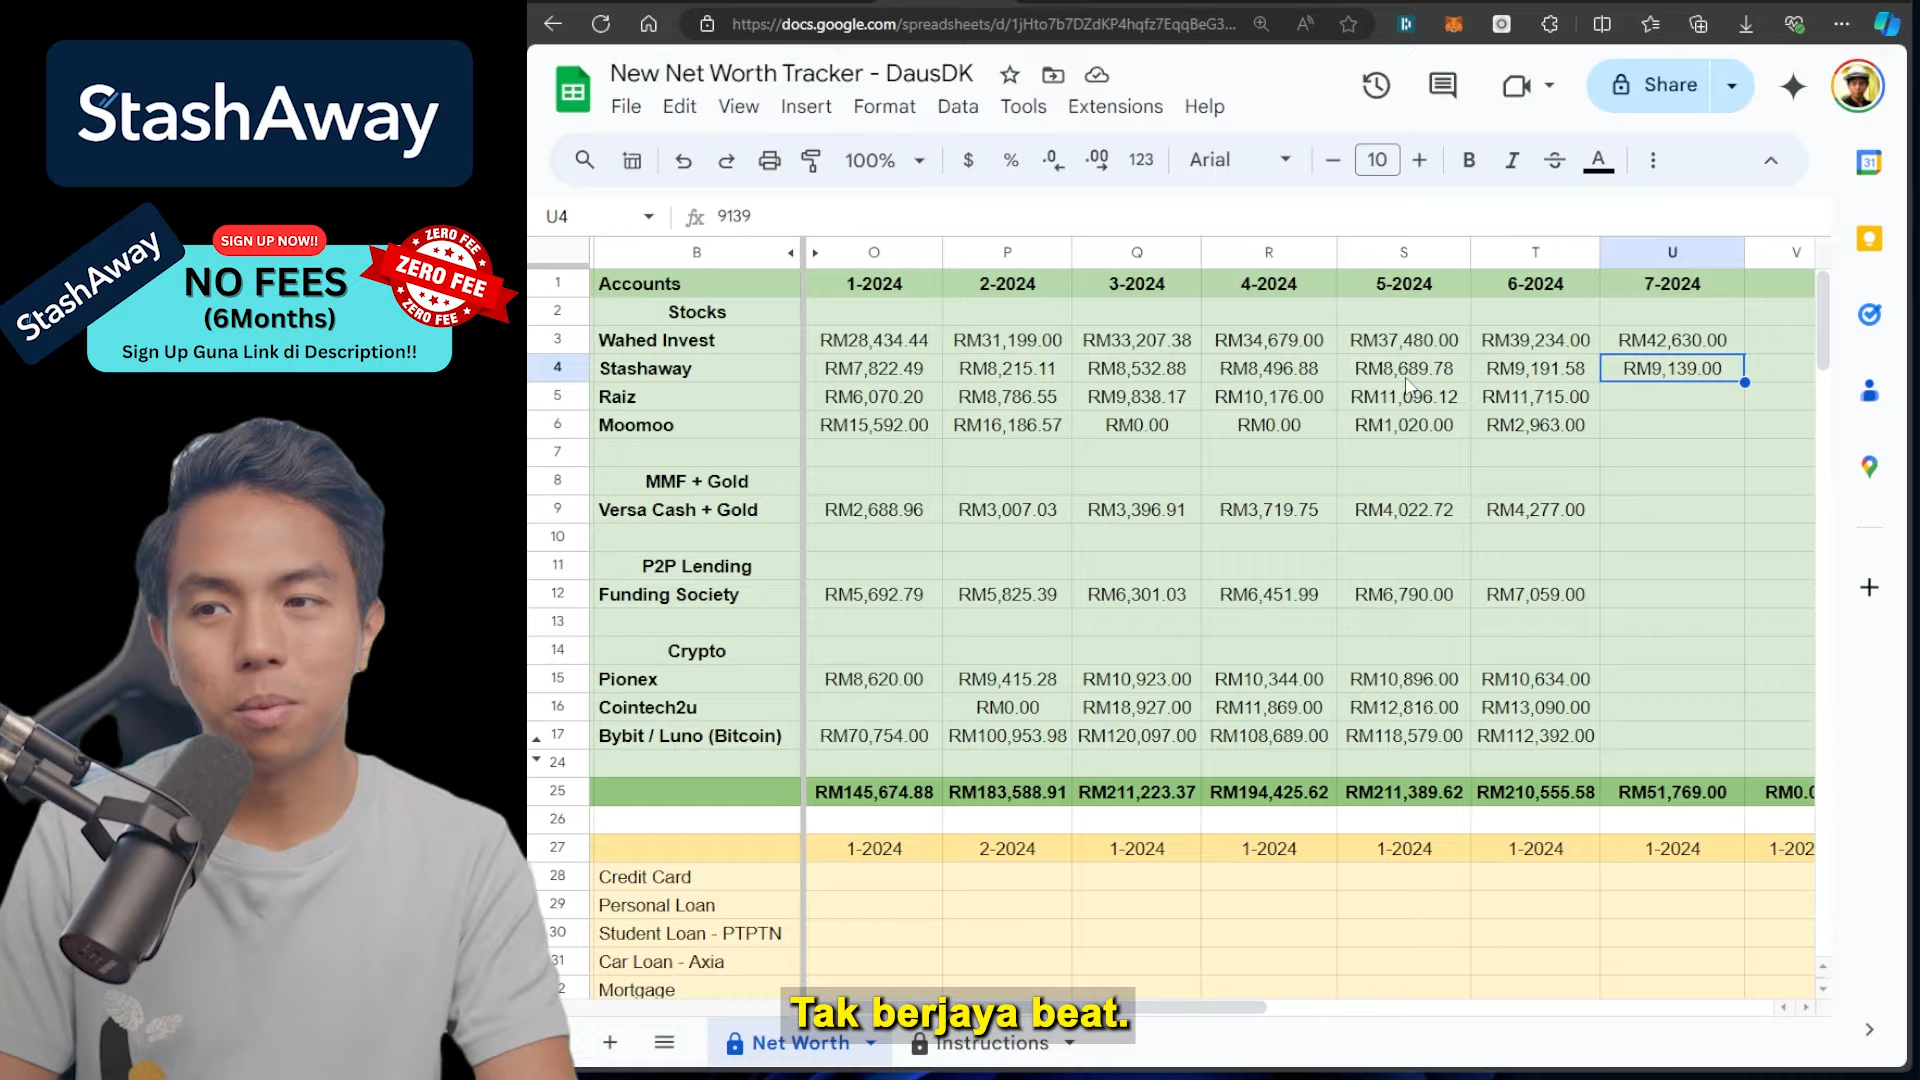 StashAway
StashAway
SIGN UP NOW!!
NO FEES
(6Months)
Sign Up Guna Link di Description!!
ZERO FEE
ZERO FEE
ZERO FEE
https://docs.google.com/spreadsheets/d/1jHto7b7DZdKP4hqfz7EqqBeG3...
New Net Worth Tracker - DausDK
File Edit View Insert Format Data Tools Extensions Help
Share
100% $ % .0 .00 123 Arial 10 B I A
31
U4 fx 9139
B O P Q R S T U V
1 Accounts 1-2024 2-2024 3-2024 4-2024 5-2024 6-2024 7-2024
2 Stocks
3 Wahed Invest RM28,434.44 RM31,199.00 RM33,207.38 RM34,679.00 RM37,480.00 RM39,234.00 RM42,630.00
4 Stashaway RM7,822.49 RM8,215.11 RM8,532.88 RM8,496.88 RM8,689.78 RM9,191.58 RM9,139.00
5 Raiz RM6,070.20 RM8,786.55 RM9,838.17 RM10,176.00 RM11,096.12 RM11,715.00
6 Moomoo RM15,592.00 RM16,186.57 RM0.00 RM0.00 RM1,020.00 RM2,963.00
7
8 MMF + Gold
9 Versa Cash + Gold RM2,688.96 RM3,007.03 RM3,396.91 RM3,719.75 RM4,022.72 RM4,277.00
10
11 P2P Lending
12 Funding Society RM5,692.79 RM5,825.39 RM6,301.03 RM6,451.99 RM6,790.00 RM7,059.00
13
14 Crypto
15 Pionex RM8,620.00 RM9,415.28 RM10,923.00 RM10,344.00 RM10,896.00 RM10,634.00
16 Cointech2u RM0.00 RM18,927.00 RM11,869.00 RM12,816.00 RM13,090.00
17 Bybit / Luno (Bitcoin) RM70,754.00 RM100,953.98 RM120,097.00 RM108,689.00 RM118,579.00 RM112,392.00
24
25 RM145,674.88 RM183,588.91 RM211,223.37 RM194,425.62 RM211,389.62 RM210,555.58 RM51,769.00 RM0.0
26
27 1-2024 2-2024 1-2024 1-2024 1-2024 1-2024 1-2024 1-202
28 Credit Card
29 Personal Loan
30 Student Loan - PTPTN
31 Car Loan - Axia
2 Mortgage
Tak berjaya beat.
Net Worth Instructions